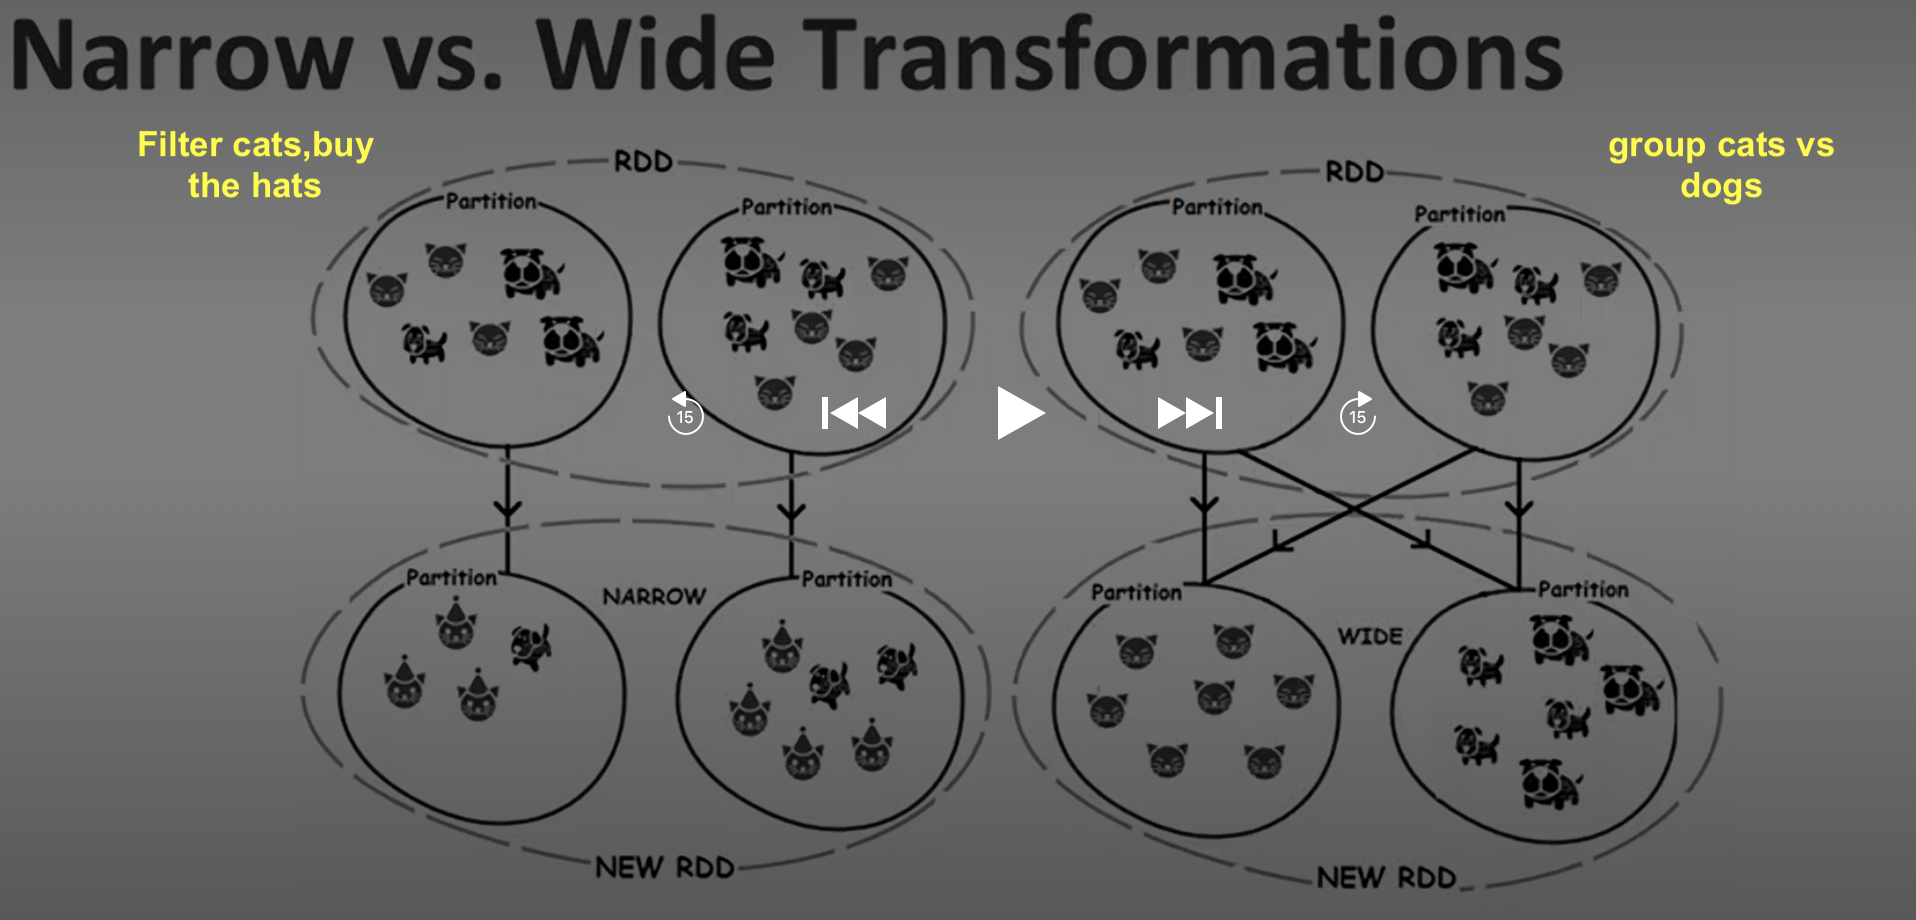 Narrow vs. Wide Transformations
Filter cats,buy
the hats
group cats vs
dogs
RDD
RDD
Partition
Partition
Partition
Partition
15
15
Partition
NARROW
Partition
Partition
WIDE
Partition
NEW RDD
NEW RDD